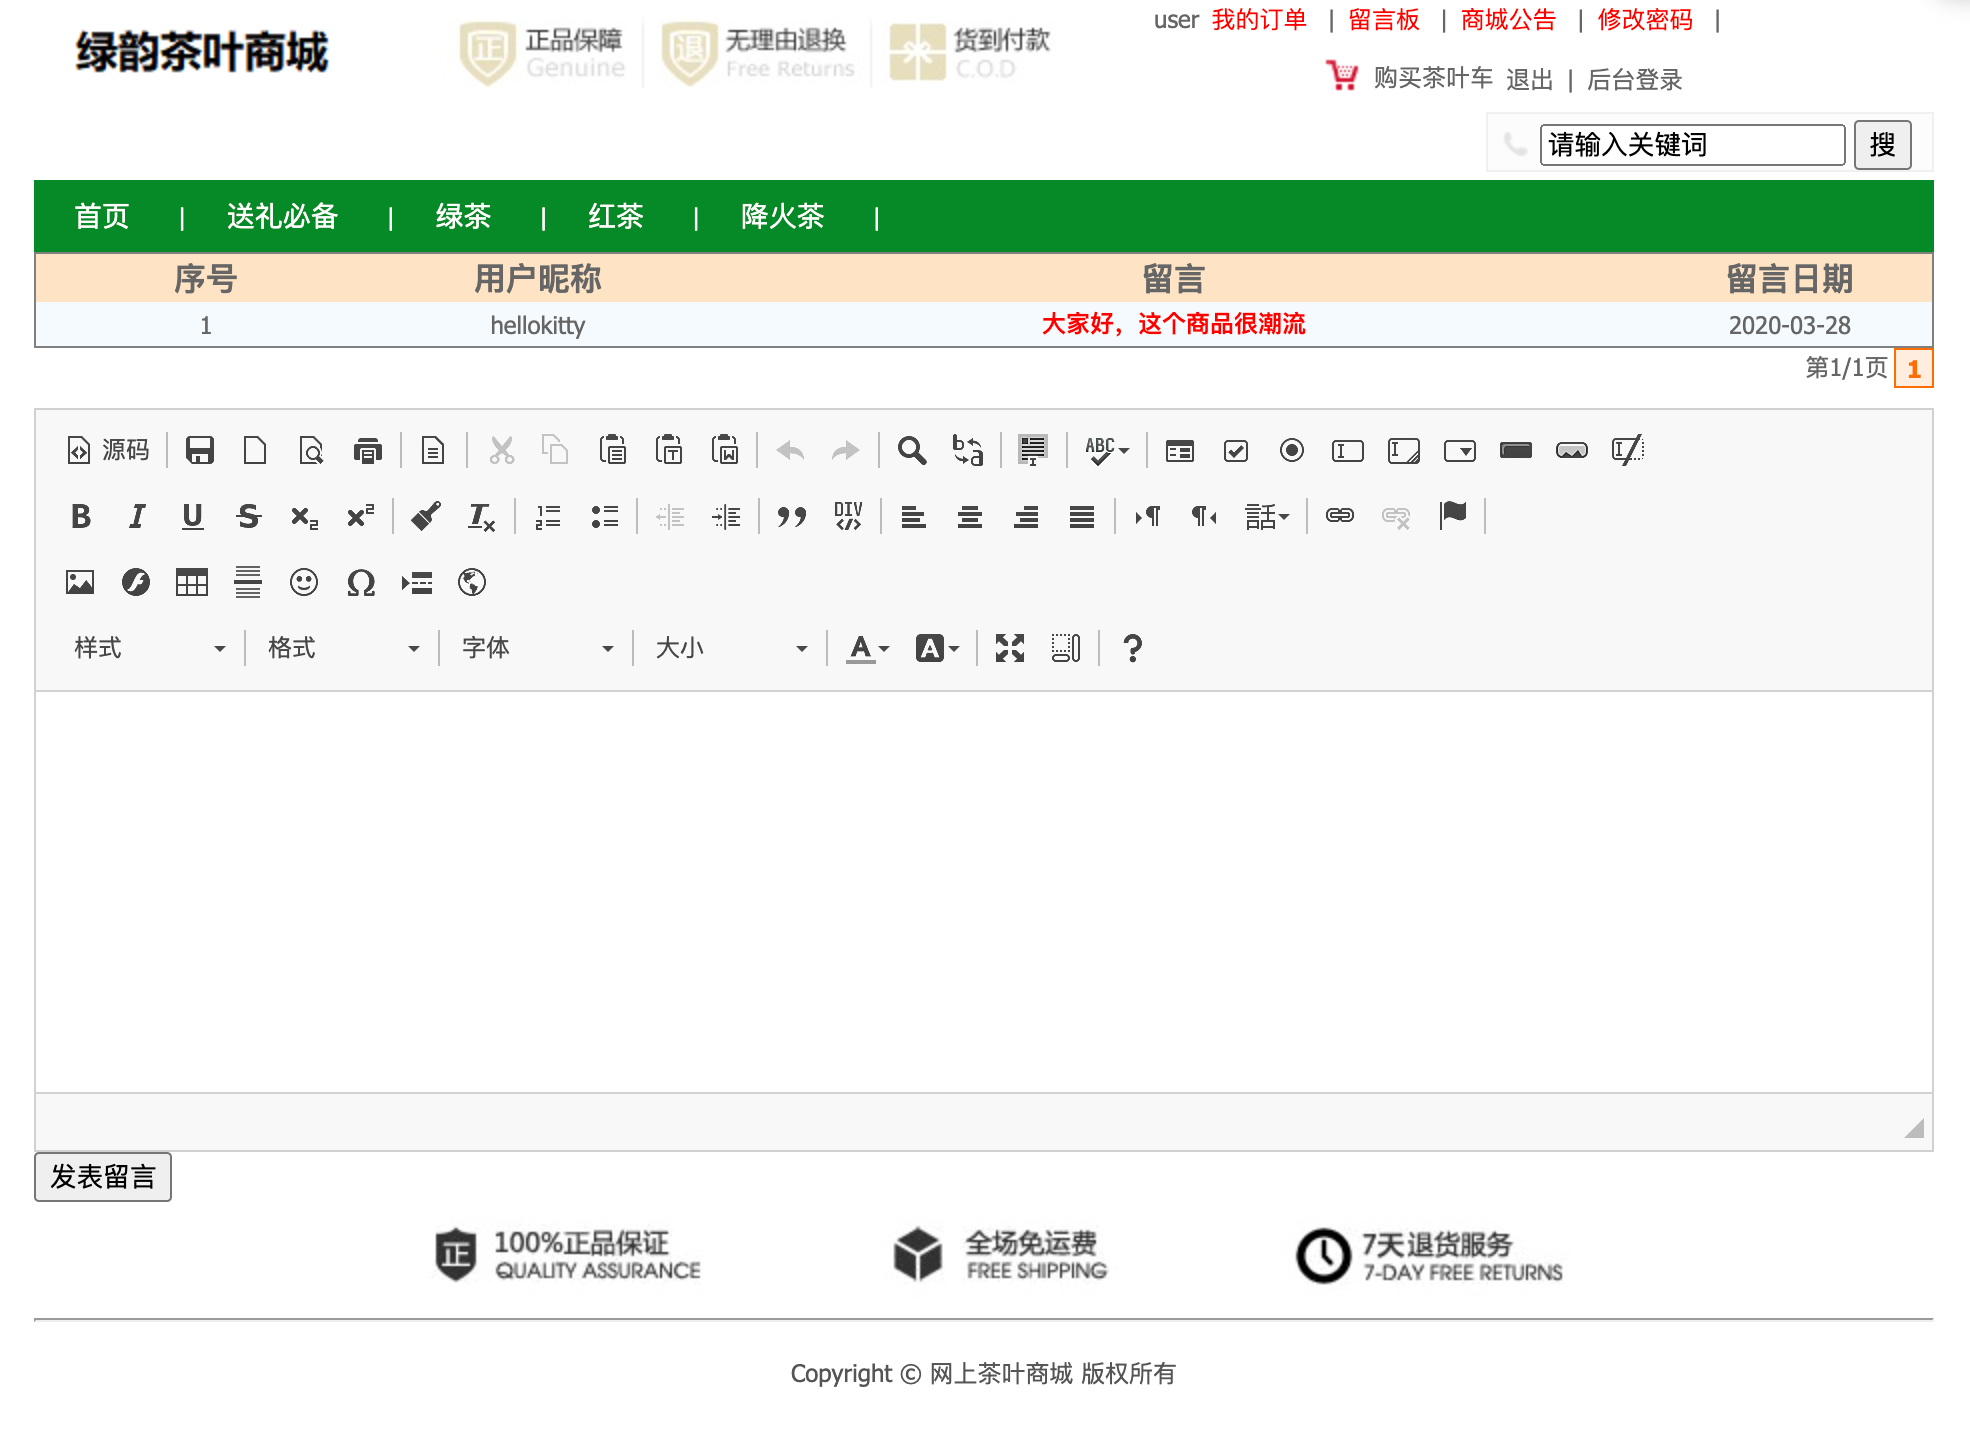 绿韵茶叶商城
正 正品保障 Genuine
退 无理由退换 Free Returns
货到付款 C.O.D
user 我的订单 | 留言板 | 商城公告 | 修改密码 |
购买茶叶车 退出 | 后台登录
请输入关键词 搜
首页 | 送礼必备 | 绿茶 | 红茶 | 降火茶 |
序号 用户昵称 留言 留言日期
1 hellokitty 大家好，这个商品很潮流 2020-03-28
第1/1页 1
源码 ABC
B I U S x₂ x² Tx DIV 話
Ω
样式 格式 字体 大小 A A ?
发表留言
正 100%正品保证 全场免运费 7天退货服务
QUALITY ASSURANCE FREE SHIPPING 7-DAY FREE RETURNS
Copyright © 网上茶叶商城 版权所有